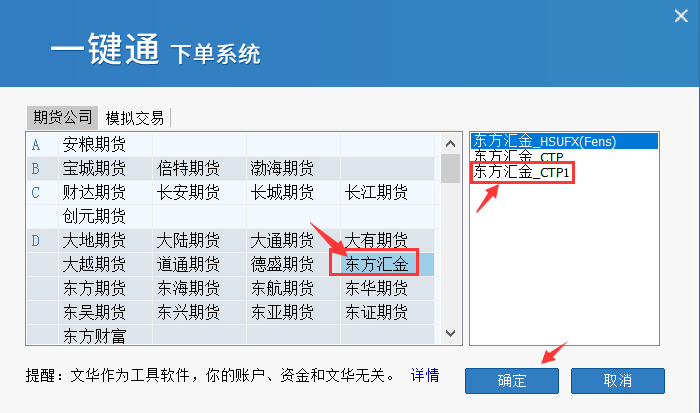 一键通 下单系统
期货公司 模拟交易
A 安粮期货
B 宝城期货 倍特期货 渤海期货
C 财达期货 长安期货 长城期货 长江期货
创元期货
D 大地期货 大陆期货 大通期货 大有期货
大越期货 道通期货 德盛期货 东方汇金
东方期货 东海期货 东航期货 东华期货
东吴期货 东兴期货 东亚期货 东证期货
东方财富
东方汇金_HSUFX(Fens)
东方汇金_CTP
东方汇金_CTP1
提醒：文华作为工具软件，你的账户、资金和文华无关。 详情
确定 取消